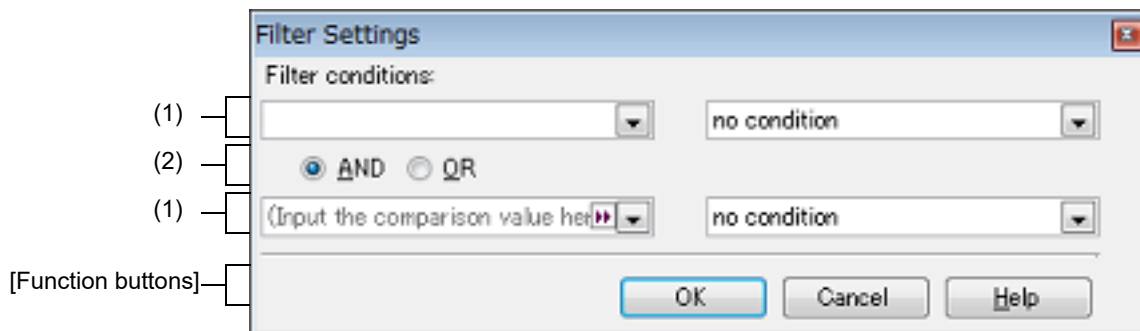 Filter Settings
Filter conditions:
(1) no condition
(2) AND OR
(1) (Input the comparison value her no condition
[Function buttons] OK Cancel Help